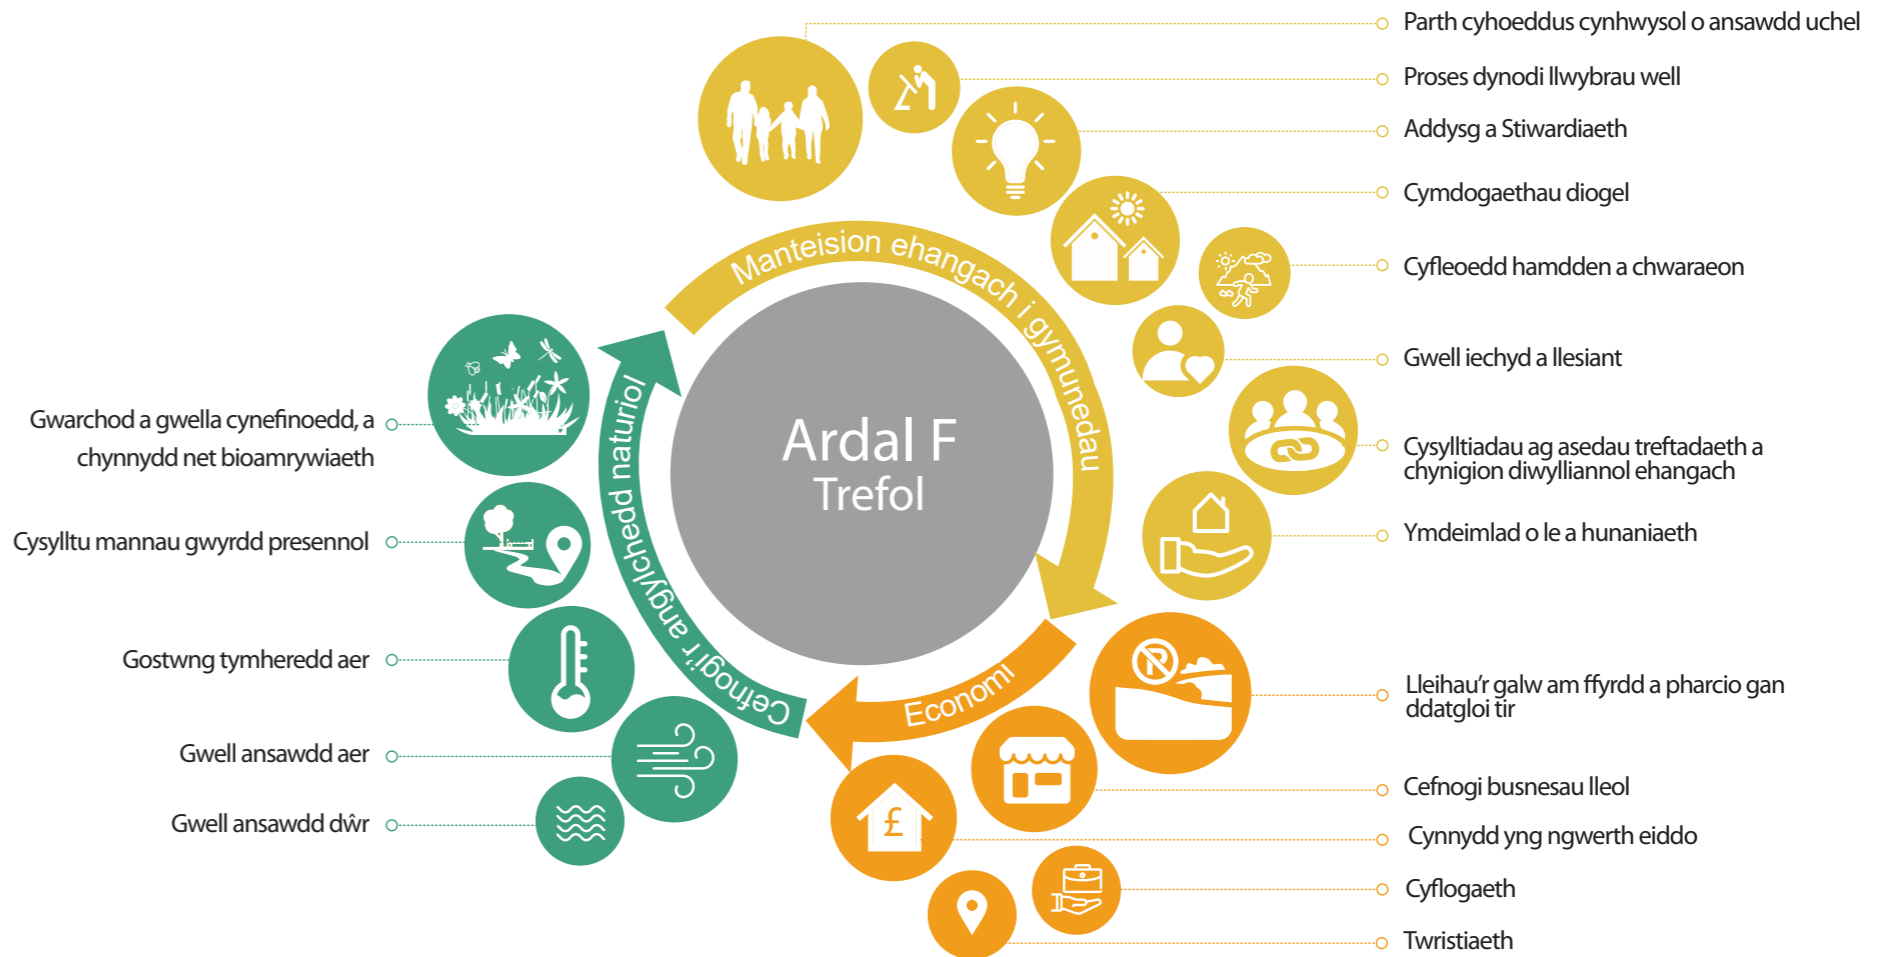 Parth cyhoeddus cynhwysol o ansawdd uchel
Proses dynodi llwybrau well
Addysg a Stiwardiaeth
Cymdogaethau diogel
Cyfleoedd hamdden a chwaraeon
Gwell iechyd a llesiant
Cysylltiadau ag asedau treftadaeth a
chynigion diwylliannol ehangach
Ymdeimlad o le a hunaniaeth
Manteision ehangach i gymunedau
Ardal F
Trefol
Economi
Lleihau'r galw am ffyrdd a pharcio gan
ddatgloi tir
Cefnogi busnesau lleol
£
Cynnydd yng ngwerth eiddo
Cyflogaeth
Twristiaeth
Cefnogi'r angylchedd naturiol
Gwarchod a gwella cynefinoedd, a
chynnydd net bioamrywiaeth
Cysylltu mannau gwyrdd presennol
Gostwng tymheredd aer
Gwell ansawdd aer
Gwell ansawdd dŵr
P